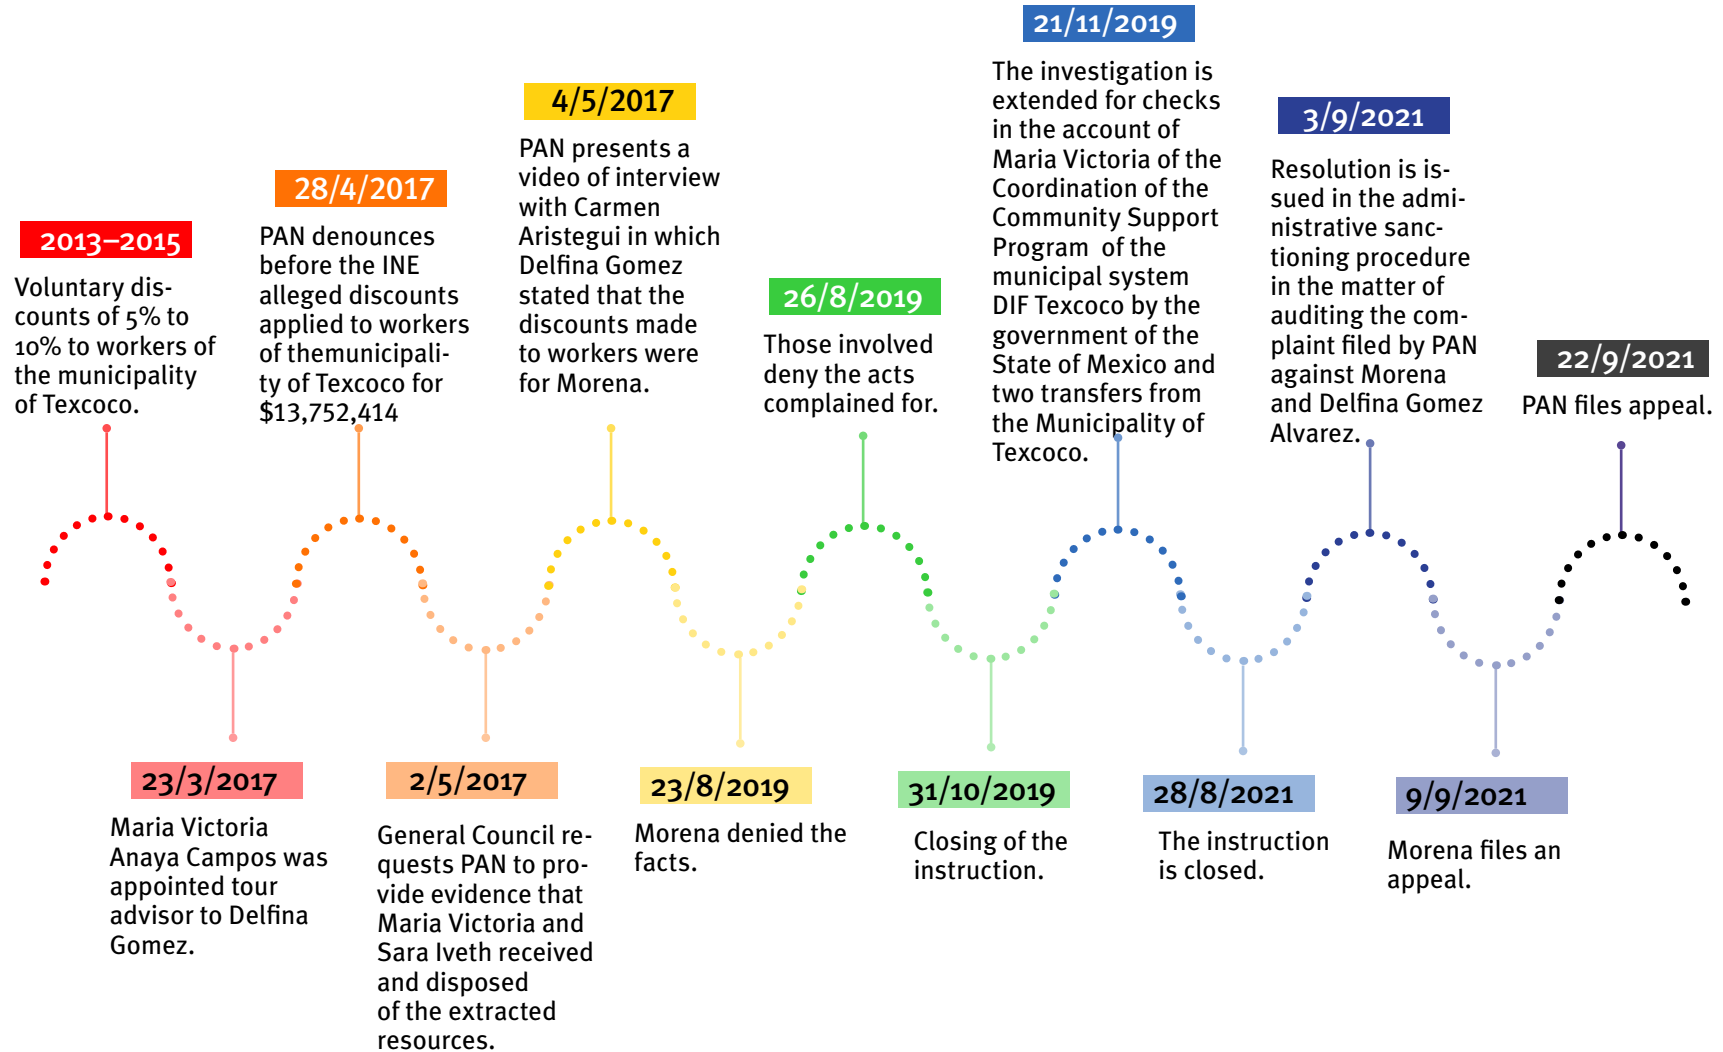 2013–2015
Voluntary dis-
counts of 5% to
10% to workers of
the municipality
of Texcoco.
23/3/2017
Maria Victoria
Anaya Campos was
appointed tour
advisor to Delfina
Gomez.
28/4/2017
PAN denounces
before the INE
alleged discounts
applied to workers
of themunicipali-
ty of Texcoco for
$13,752,414
2/5/2017
General Council re-
quests PAN to pro-
vide evidence that
Maria Victoria and
Sara Iveth received
and disposed
of the extracted
resources.
4/5/2017
PAN presents a
video of interview
with Carmen
Aristegui in which
Delfina Gomez
stated that the
discounts made
to workers were
for Morena.
23/8/2019
Morena denied the
facts.
26/8/2019
Those involved
deny the acts
complained for.
31/10/2019
Closing of the
instruction.
21/11/2019
The investigation is
extended for checks
in the account of
Maria Victoria of the
Coordination of the
Community Support
Program of the
municipal system
DIF Texcoco by the
government of the
State of Mexico and
two transfers from
the Municipality of
Texcoco.
28/8/2021
The instruction
is closed.
3/9/2021
Resolution is is-
sued in the admi-
nistrative sanc-
tioning procedure
in the matter of
auditing the com-
plaint filed by PAN
against Morena
and Delfina Gomez
Alvarez.
9/9/2021
Morena files an
appeal.
22/9/2021
PAN files appeal.